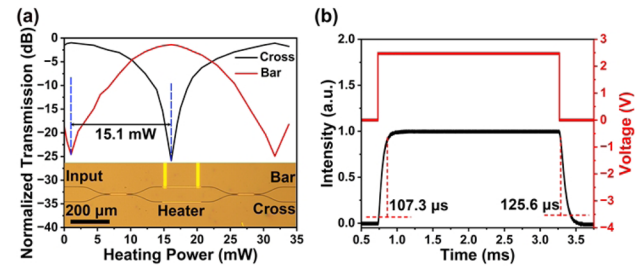 (a)
Normalized Transmission (dB)
0
-5
-10
-15
-20
-25
-30
-35
-40
Cross
Bar
15.1 mW
Input
Bar
200 μm
Heater
Cross
0 5 10 15 20 25 30 35
Heating Power (mW)
(b)
Intensity (a.u.)
2.0
1.5
1.0
0.5
0.0
107.3 μs
125.6 μs
3
2
1
0
-1
-2
-3
-4
Voltage (V)
0.5 1.0 1.5 2.0 2.5 3.0 3.5
Time (ms)